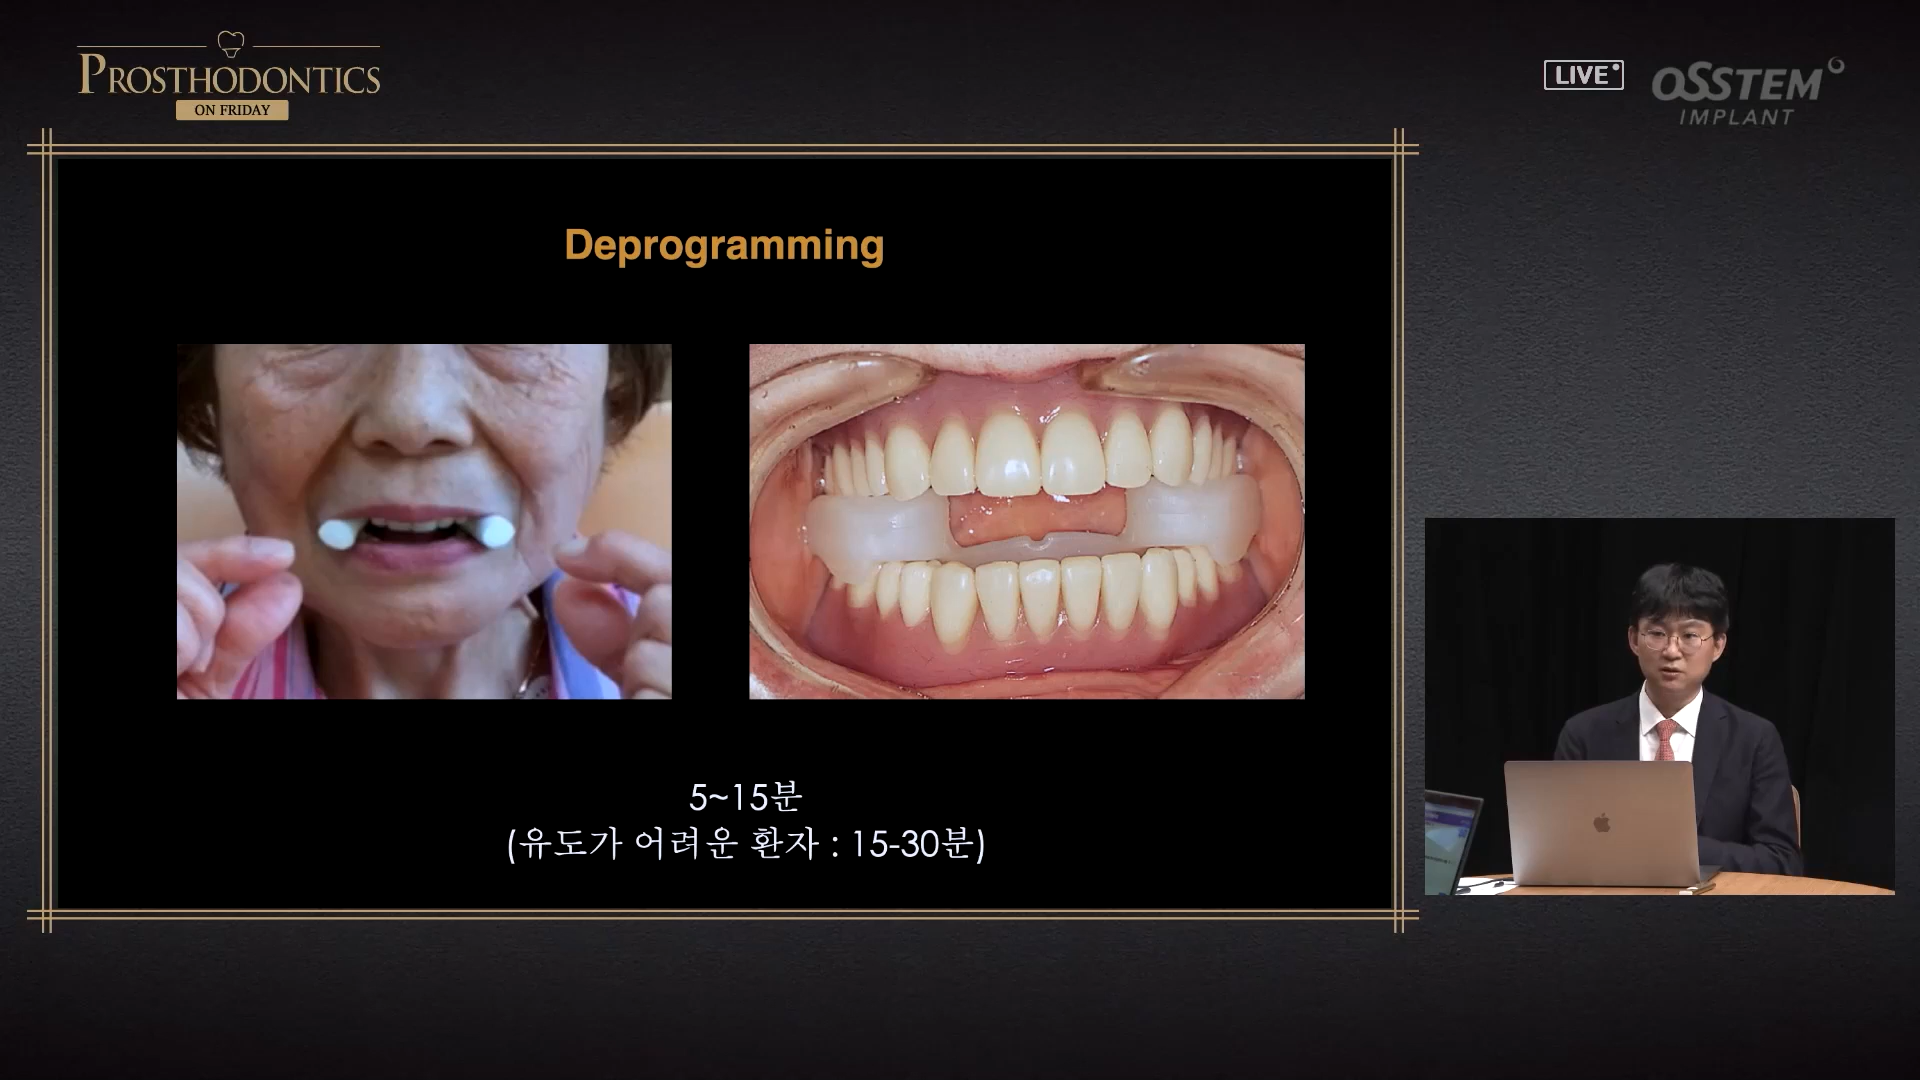 PROSTHODONTICS
ON FRIDAY
LIVE
OSSTEM
IMPLANT
Deprogramming
5~15분
(유도가 어려운 환자 : 15-30분)